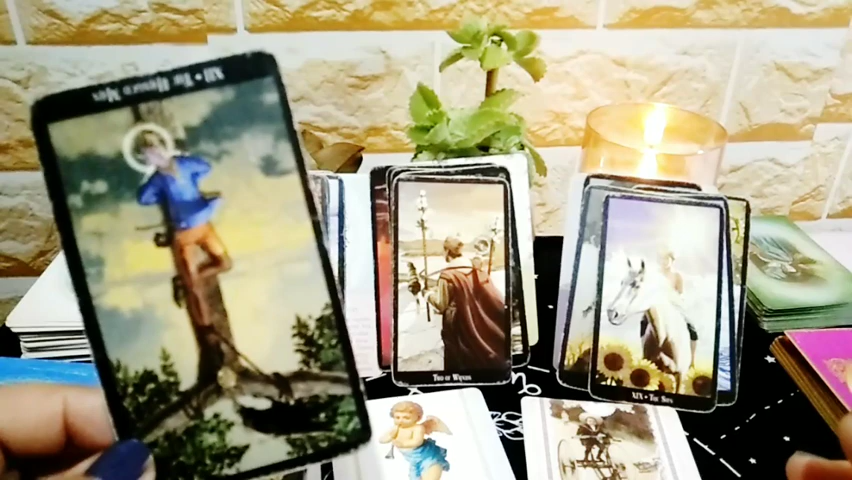 XII • The Hanged Man
Two of Wands
XIX • The Sun